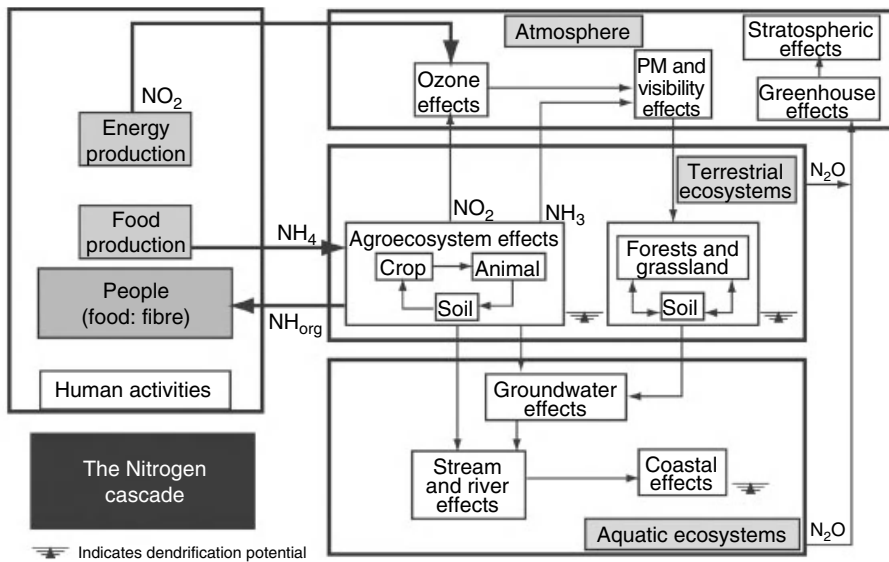 NO2
Energy
production
Food
production
NH4
People
(food: fibre)
NHorg
Human activities
The Nitrogen
cascade
Indicates dendrification potential
Atmosphere
Ozone
effects
PM and
visibility
effects
Stratospheric
effects
Greenhouse
effects
Terrestrial
ecosystems
N2O
NO2
NH3
Agroecosystem effects
Crop
Animal
Soil
Forests and
grassland
Soil
Groundwater
effects
Stream
and river
effects
Coastal
effects
Aquatic ecosystems
N2O